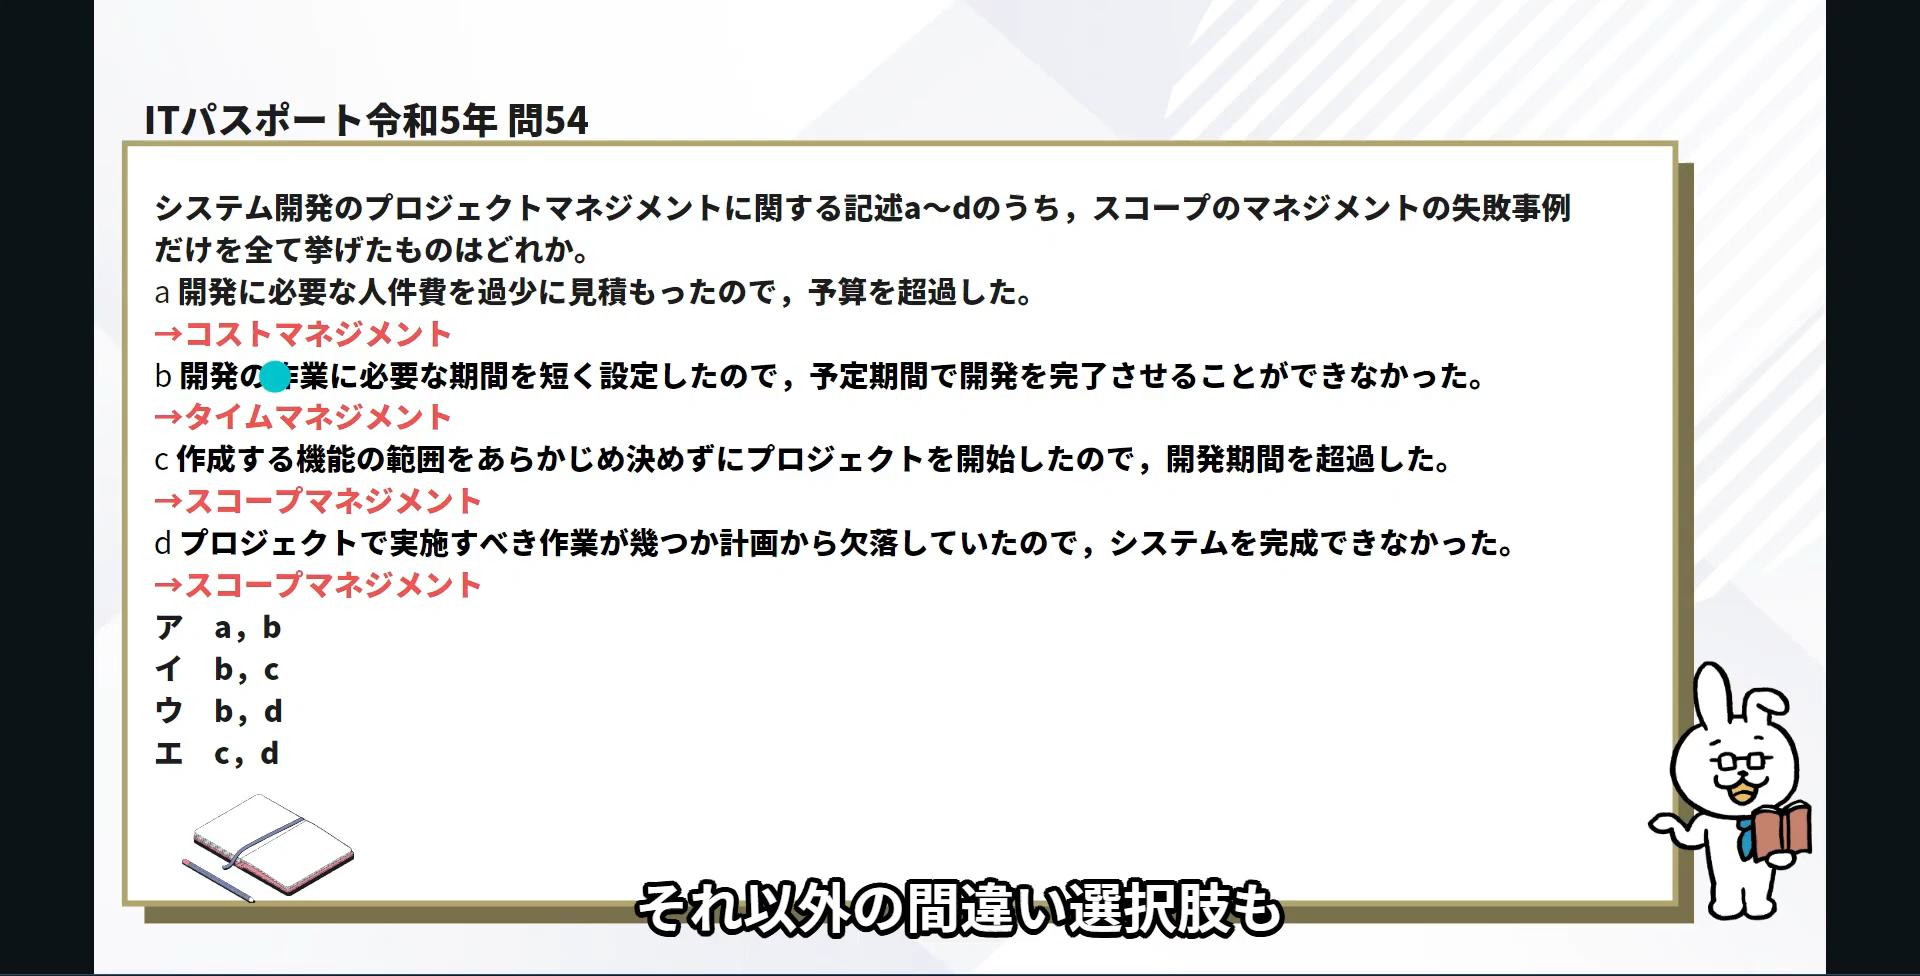 ITパスポート令和5年 問54
システム開発のプロジェクトマネジメントに関する記述a～dのうち，スコープのマネジメントの失敗事例
だけを全て挙げたものはどれか。
a 開発に必要な人件費を過少に見積もったので，予算を超過した。
→コストマネジメント
b 開発の作業に必要な期間を短く設定したので，予定期間で開発を完了させることができなかった。
→タイムマネジメント
c 作成する機能の範囲をあらかじめ決めずにプロジェクトを開始したので，開発期間を超過した。
→スコープマネジメント
d プロジェクトで実施すべき作業が幾つか計画から欠落していたので，システムを完成できなかった。
→スコープマネジメント
ア　a，b
イ　b，c
ウ　b，d
エ　c，d
それ以外の間違い選択肢も